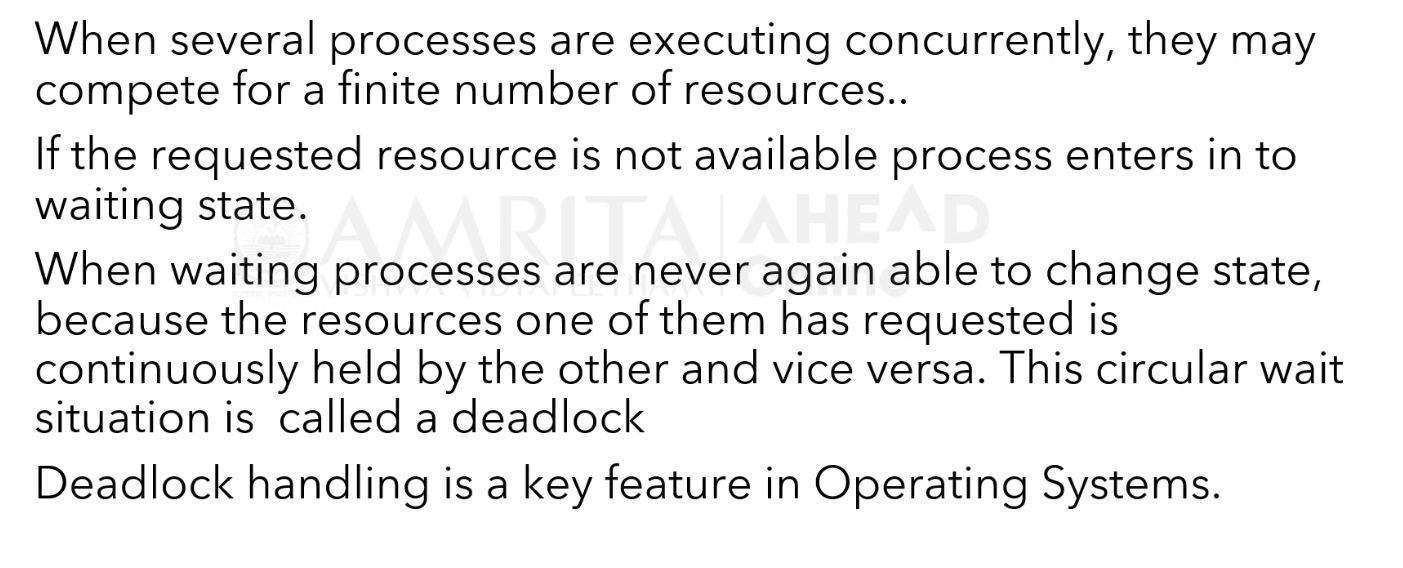 When several processes are executing concurrently, they may
compete for a finite number of resources..
If the requested resource is not available process enters in to
waiting state.
AMRITA AHEAD
VISHWA VIDYAPEETHAM Online
When waiting processes are never again able to change state,
because the resources one of them has requested is
continuously held by the other and vice versa. This circular wait
situation is  called a deadlock
Deadlock handling is a key feature in Operating Systems.